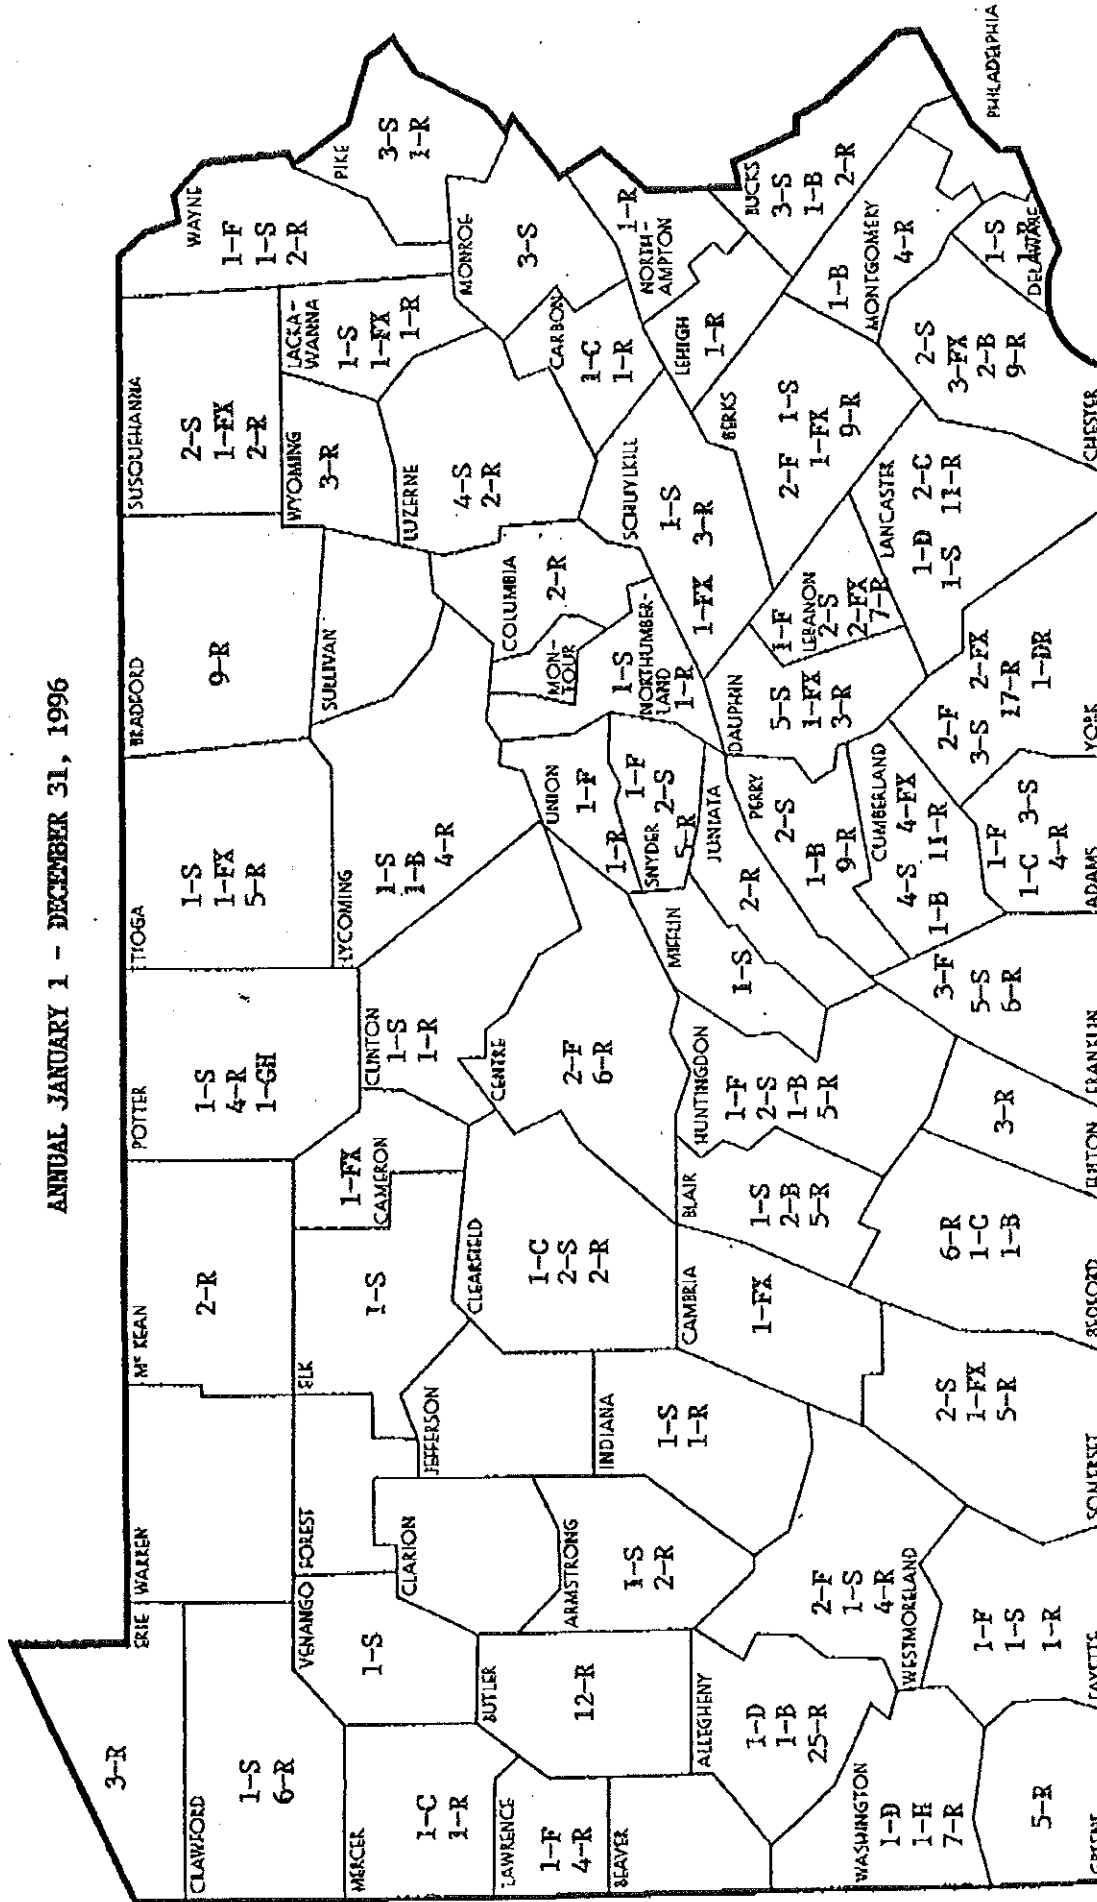 ANNUAL JANUARY 1 - DECEMBER 31, 1996
ERIE
3-R
CRAWFORD
1-S
6-R
MERCER
1-C
1-R
LAWRENCE
1-F
4-R
BEAVER
WARREN
VENANGO
1-S
FOREST
CLARION
BUTLER
12-R
ARMSTRONG
1-S
2-R
ALLEGHENY
1-D
1-B
25-R
WASHINGTON
1-D
1-H
7-R
GREENE
5-R
WESTMORELAND
2-F
1-S
4-R
FAYETTE
1-F
1-S
1-R
Mc KEAN
2-R
ELK
1-S
JEFFERSON
INDIANA
1-S
1-R
CLEARFIELD
1-C
2-S
2-R
CAMBRIA
1-FX
SOMERSET
2-S
1-FX
5-R
BLAIR
1-S
2-B
5-R
BEDFORD
6-R
1-C
1-B
POTTER
1-S
4-R
1-GH
CAMERON
1-FX
CLINTON
1-S
1-R
CENTRE
2-F
6-R
HUNTINGDON
1-F
2-S
1-B
5-R
FULTON
3-R
FRANKLIN
3-F
5-S
6-R
TIOGA
1-S
1-FX
5-R
LYCOMING
1-S
1-B
4-R
UNION
1-F
1-R
SNYDER
1-F
2-S
5-R
MIFFLIN
1-S
JUNIATA
2-R
PERRY
2-S
1-B
9-R
CUMBERLAND
4-S 4-FX
1-B 11-R
ADAMS
1-F
1-C 3-S
4-R
BRADFORD
9-R
SULLIVAN
COLUMBIA
2-R
MON-
TOUR
NORTHUMBER-
LAND
1-S
1-R
DAUPHIN
5-S
1-FX
3-R
YORK
2-F
3-S 2-FX
17-R
1-DR
SUSQUEHANNA
2-S
1-FX
2-R
WYOMING
3-R
LACKA-
WANNA
1-S
1-FX
1-R
LUZERNE
4-S
2-R
SCHUYLKILL
1-S
1-FX 3-R
LEBANON
1-F
2-S
2-FX
7-R
LANCASTER
1-D 2-C
1-S 11-R
WAYNE
1-F
1-S
2-R
PIKE
3-S
1-R
MONROE
3-S
CARBON
1-C
1-R
NORTH-
AMPTON
1-R
LEHIGH
1-R
BERKS
2-F 1-S
1-FX
9-R
BUCKS
3-S
1-B
2-R
MONTGOMERY
1-B
4-R
CHESTER
2-S
3-FX
2-B
9-R
DELAWARE
1-S
1-R
PHILADELPHIA